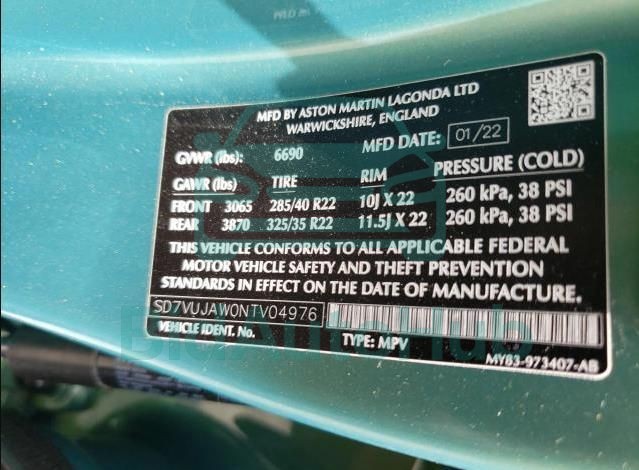 MFD BY ASTON MARTIN LAGONDA LTD
WARWICKSHIRE, ENGLAND
MFD DATE: 01/22
GVWR (lbs): 6690
GAWR (lbs) TIRE RIM PRESSURE (COLD)
FRONT 3065 285/40 R22 10J X 22 260 kPa, 38 PSI
REAR 3870 325/35 R22 11.5J X 22 260 kPa, 38 PSI
THIS VEHICLE CONFORMS TO ALL APPLICABLE FEDERAL
MOTOR VEHICLE SAFETY AND THEFT PREVENTION
STANDARDS IN EFFECT ON THE DATE OF MANUFACTURE.
SD7VUJAW0NTV04976
VEHICLE IDENT. No. TYPE: MPV
MY83-973407-AB
BidAutoHub